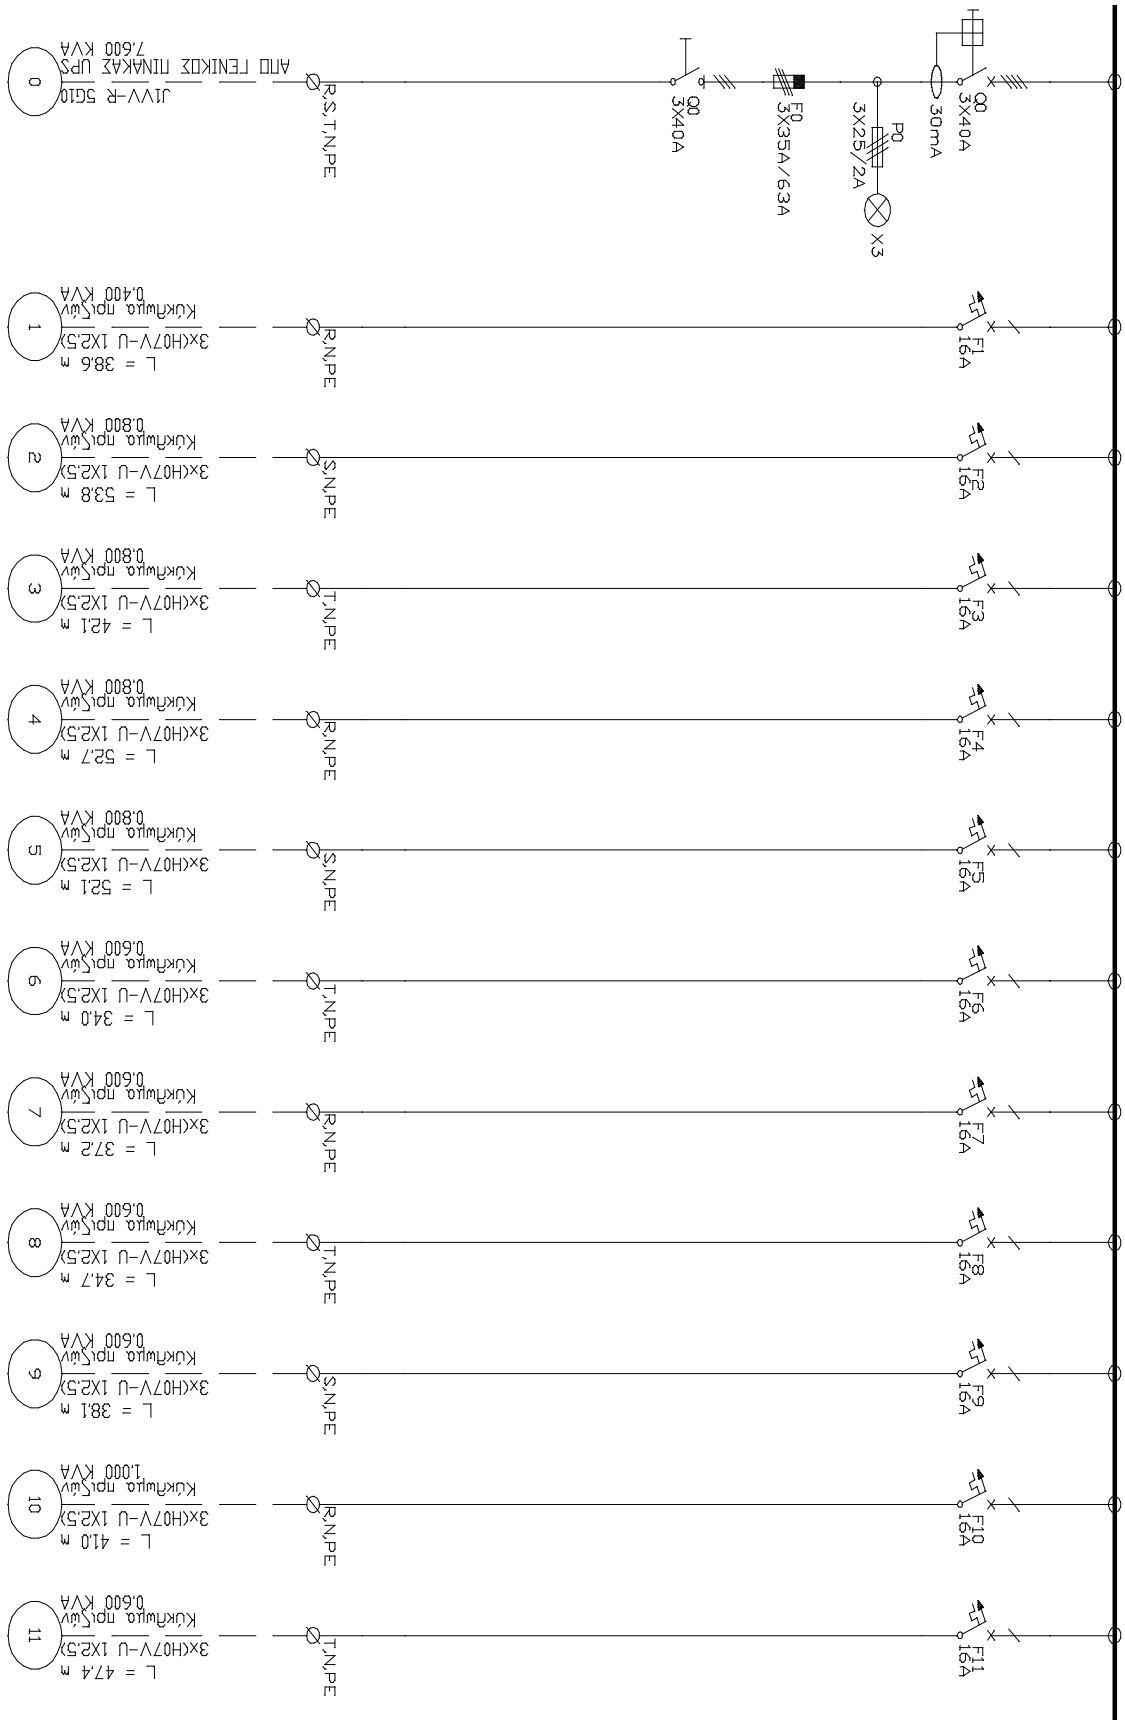 0
7.600 KVA
ΑΠΟ ΓΕΝΙΚΟΣ ΠΙΝΑΚΑΣ UPS
J1VV-R 5G10
R,S,T,N,PE
Q0
3X40A
F0
3X35A/63A
P0
3X25/2A
X3
30mA
Q0
3X40A
1
0.400 KVA
Κύκλωμα πριζών
3x(H07V-U 1X2.5)
L = 38.6 m
R,N,PE
F1
16A
2
0.800 KVA
Κύκλωμα πριζών
3x(H07V-U 1X2.5)
L = 53.8 m
S,N,PE
F2
16A
3
0.800 KVA
Κύκλωμα πριζών
3x(H07V-U 1X2.5)
L = 42.1 m
T,N,PE
F3
16A
4
0.800 KVA
Κύκλωμα πριζών
3x(H07V-U 1X2.5)
L = 52.7 m
R,N,PE
F4
16A
5
0.800 KVA
Κύκλωμα πριζών
3x(H07V-U 1X2.5)
L = 52.1 m
S,N,PE
F5
16A
6
0.600 KVA
Κύκλωμα πριζών
3x(H07V-U 1X2.5)
L = 34.0 m
T,N,PE
F6
16A
7
0.600 KVA
Κύκλωμα πριζών
3x(H07V-U 1X2.5)
L = 37.2 m
R,N,PE
F7
16A
8
0.600 KVA
Κύκλωμα πριζών
3x(H07V-U 1X2.5)
L = 34.7 m
T,N,PE
F8
16A
9
0.600 KVA
Κύκλωμα πριζών
3x(H07V-U 1X2.5)
L = 38.1 m
S,N,PE
F9
16A
10
1.000 KVA
Κύκλωμα πριζών
3x(H07V-U 1X2.5)
L = 41.0 m
R,N,PE
F10
16A
11
0.600 KVA
Κύκλωμα πριζών
3x(H07V-U 1X2.5)
L = 47.4 m
T,N,PE
F11
16A